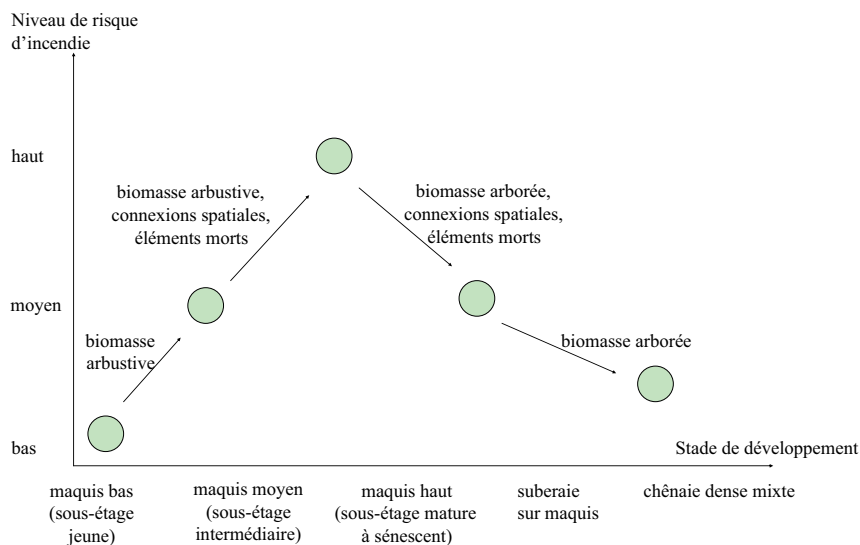 Niveau de risque
d’incendie
haut
biomasse arbustive,
connexions spatiales,
éléments morts
biomasse arborée,
connexions spatiales,
éléments morts
moyen
biomasse
arbustive
biomasse arborée
bas
Stade de développement
maquis bas
(sous-étage
jeune)
maquis moyen
(sous-étage
intermédiaire)
maquis haut
(sous-étage mature
à sénescent)
suberaie
sur maquis
chênaie dense mixte